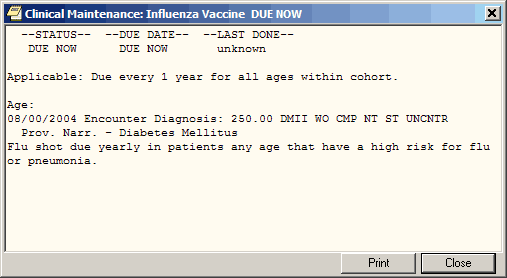 Clinical Maintenance: Influenza Vaccine  DUE NOW
--STATUS-- --DUE DATE-- --LAST DONE--
DUE NOW DUE NOW unknown
Applicable: Due every 1 year for all ages within cohort.
Age:
08/00/2004 Encounter Diagnosis: 250.00 DMII WO CMP NT ST UNCNTR
Prov. Narr. - Diabetes Mellitus
Flu shot due yearly in patients any age that have a high risk for flu
or pneumonia.
Print Close